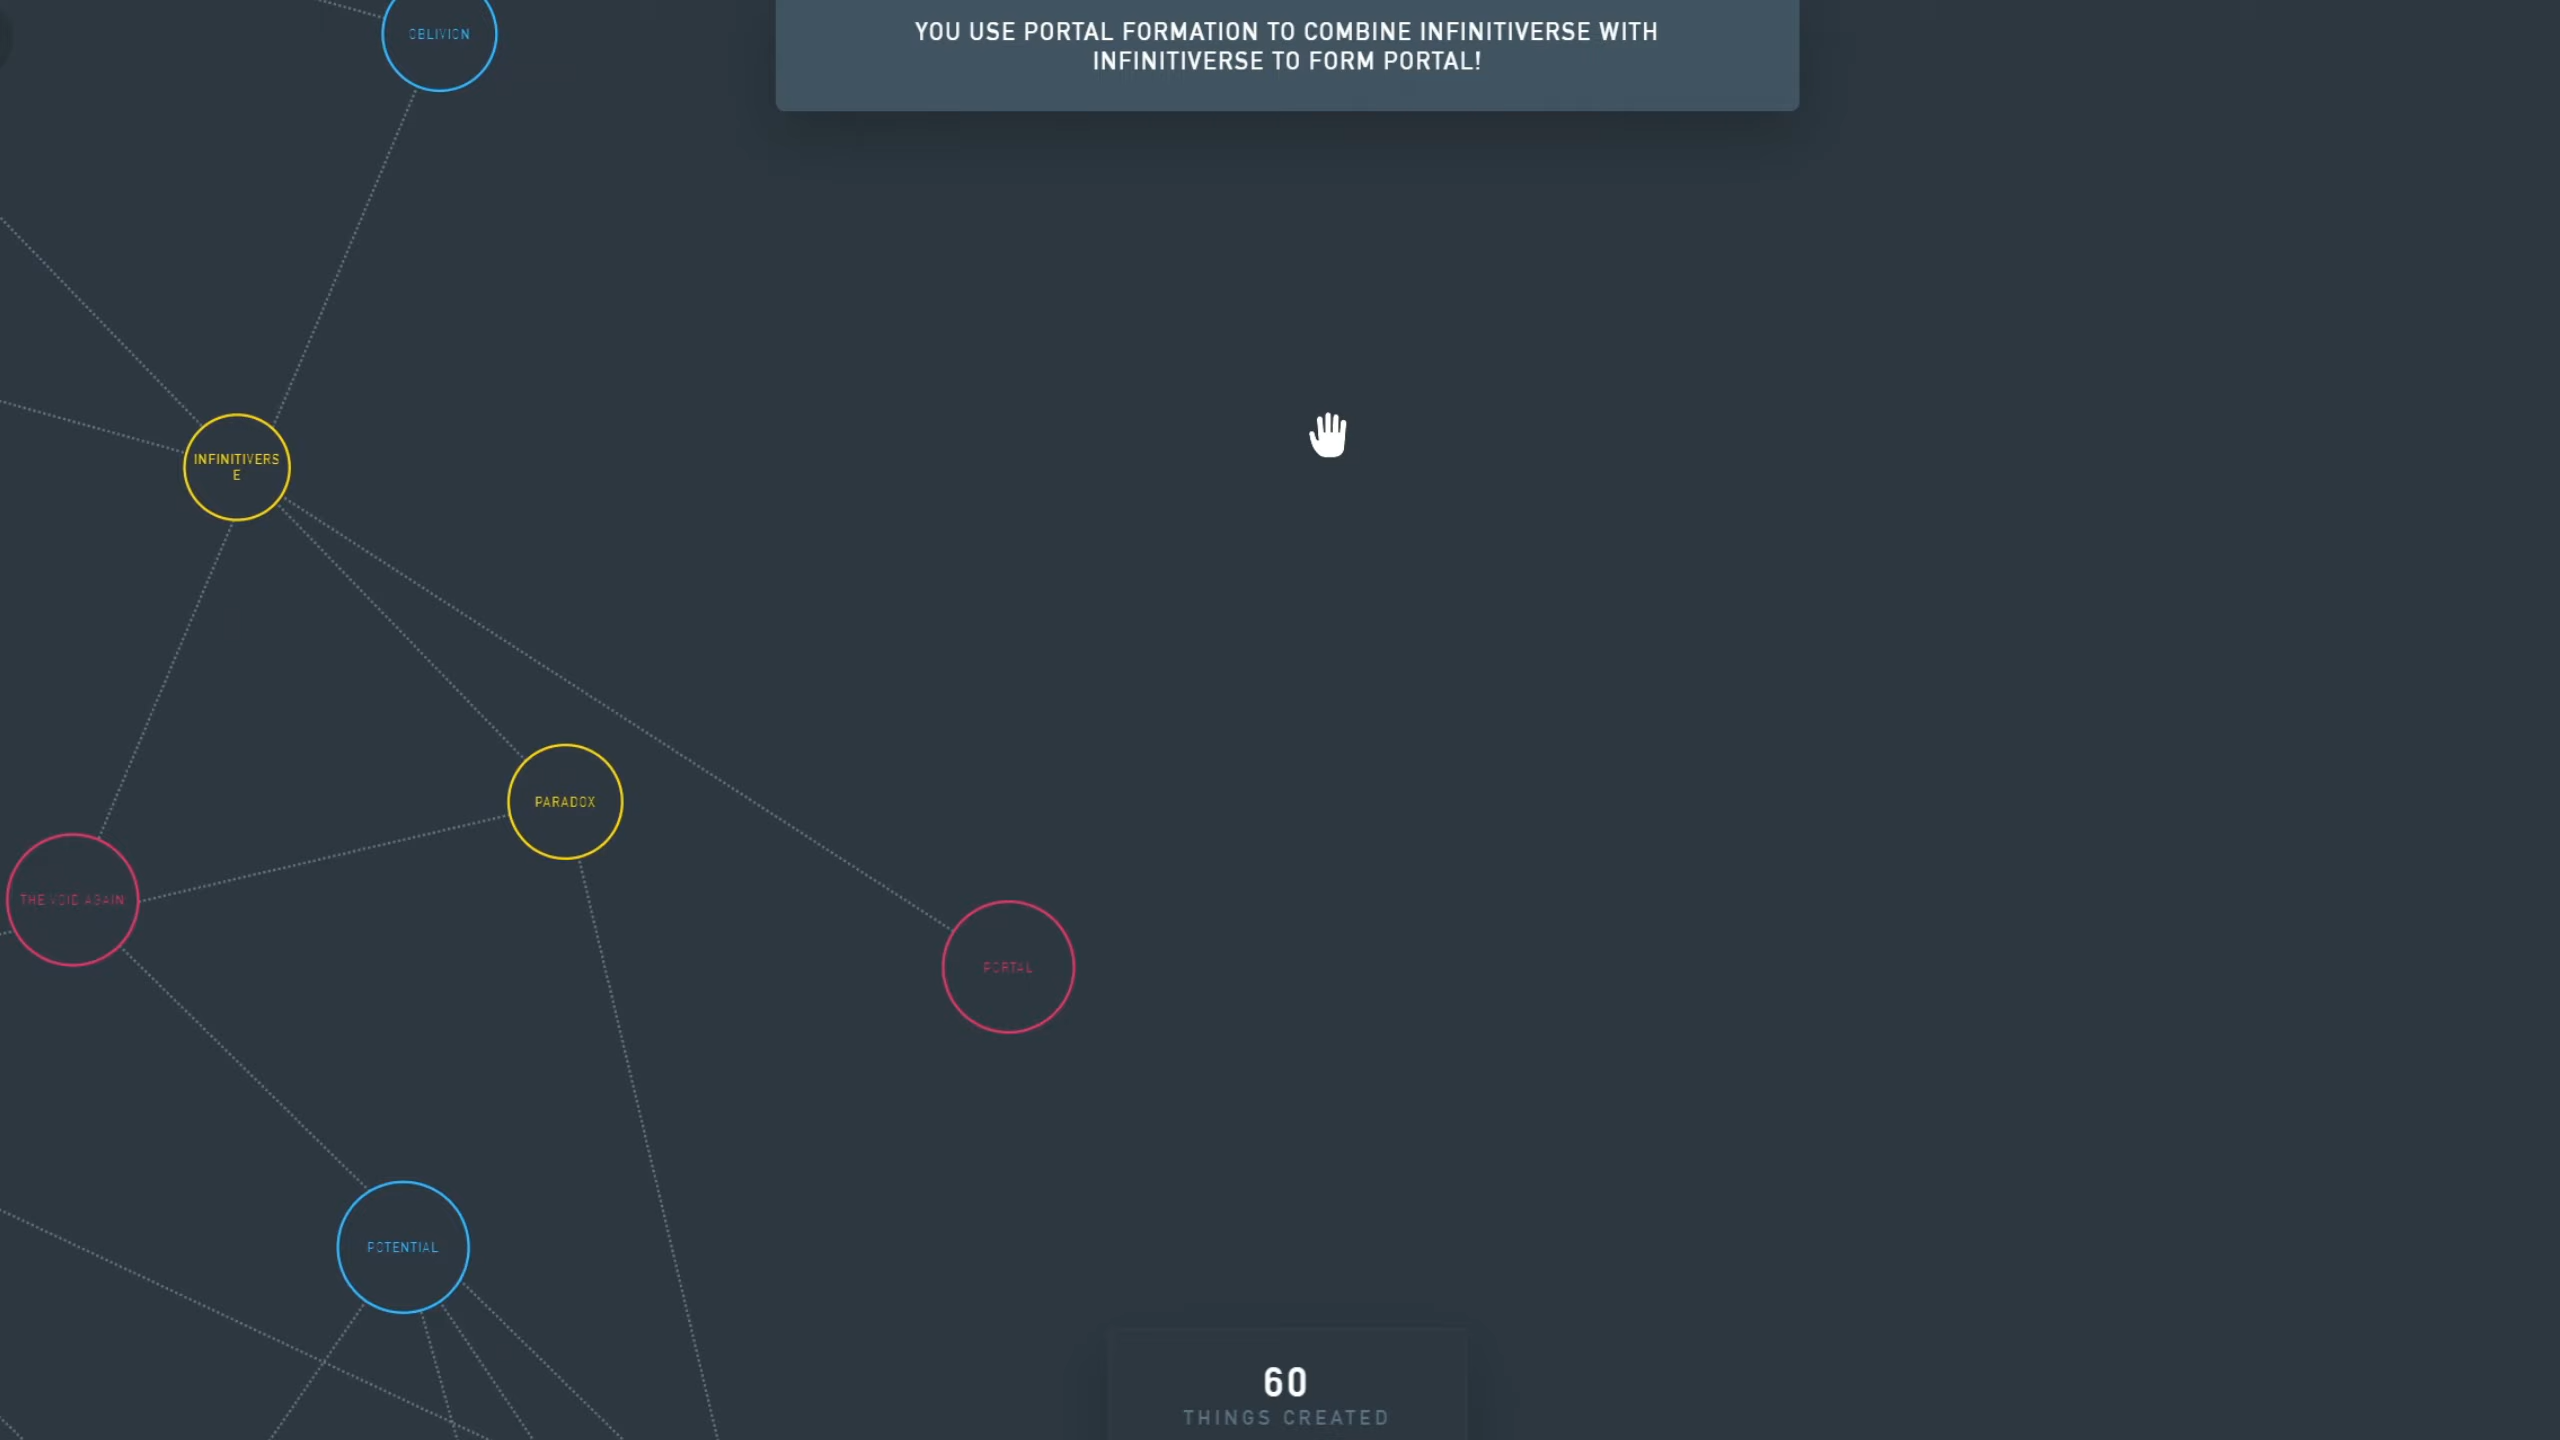 OBLIVION
YOU USE PORTAL FORMATION TO COMBINE INFINITIVERSE WITH
INFINITIVERSE TO FORM PORTAL!
INFINITIVERS
E
PARADOX
THE VOID AGAIN
PORTAL
POTENTIAL
60
THINGS CREATED